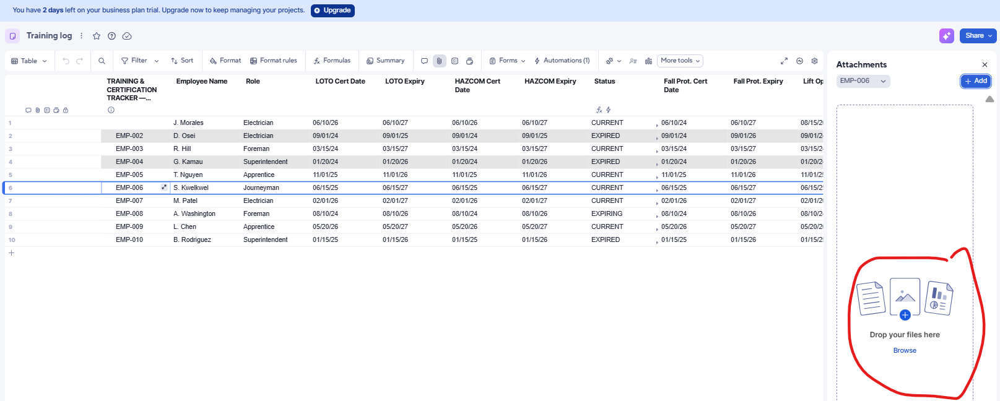 You have 2 days left on your business plan trial. Upgrade now to keep managing your projects. Upgrade
Training log Share
Table Filter Sort Format Format rules Formulas Summary Forms Automations (1) More tools
Attachments
EMP-006 Add
TRAINING & CERTIFICATION TRACKER —... Employee Name Role LOTO Cert Date LOTO Expiry HAZCOM Cert Date HAZCOM Expiry Status Fall Prot. Cert Date Fall Prot. Expiry Lift Op
1 J. Morales Electrician 06/10/26 06/10/27 06/10/26 06/10/27 CURRENT 06/10/24 06/10/27 08/15/2
2 EMP-002 D. Osei Electrician 09/01/24 09/01/25 09/01/24 09/01/25 EXPIRED 09/01/24 09/01/26 09/01/2
3 EMP-003 R. Hill Foreman 03/15/24 03/15/27 03/15/24 03/15/27 CURRENT 03/15/24 03/15/27 03/15/2
4 EMP-004 G. Kamau Superintendent 01/20/24 01/20/26 01/20/24 01/20/26 EXPIRED 01/20/24 01/20/26 01/20/2
5 EMP-005 T. Nguyen Apprentice 11/01/25 11/01/26 11/01/25 11/01/26 CURRENT 11/01/25 11/01/26 11/01/2
6 EMP-006 S. Kwelkwel Journeyman 06/15/25 06/15/27 06/15/25 06/15/27 CURRENT 06/15/25 06/15/27 06/15/2
7 EMP-007 M. Patel Electrician 02/01/26 02/01/27 02/01/26 02/01/27 CURRENT 02/01/26 02/01/27 02/01/2
8 EMP-008 A. Washington Foreman 08/10/24 08/10/26 08/10/24 08/10/26 EXPIRING 08/10/24 08/10/26 08/10/2
9 EMP-009 L. Chen Apprentice 05/20/26 05/20/27 05/20/26 05/20/27 CURRENT 05/20/26 05/20/27 05/20/2
10 EMP-010 B. Rodriguez Superintendent 01/15/25 01/15/26 01/15/25 01/15/26 EXPIRED 01/15/25 01/15/26 01/15/2
Drop your files here
Browse